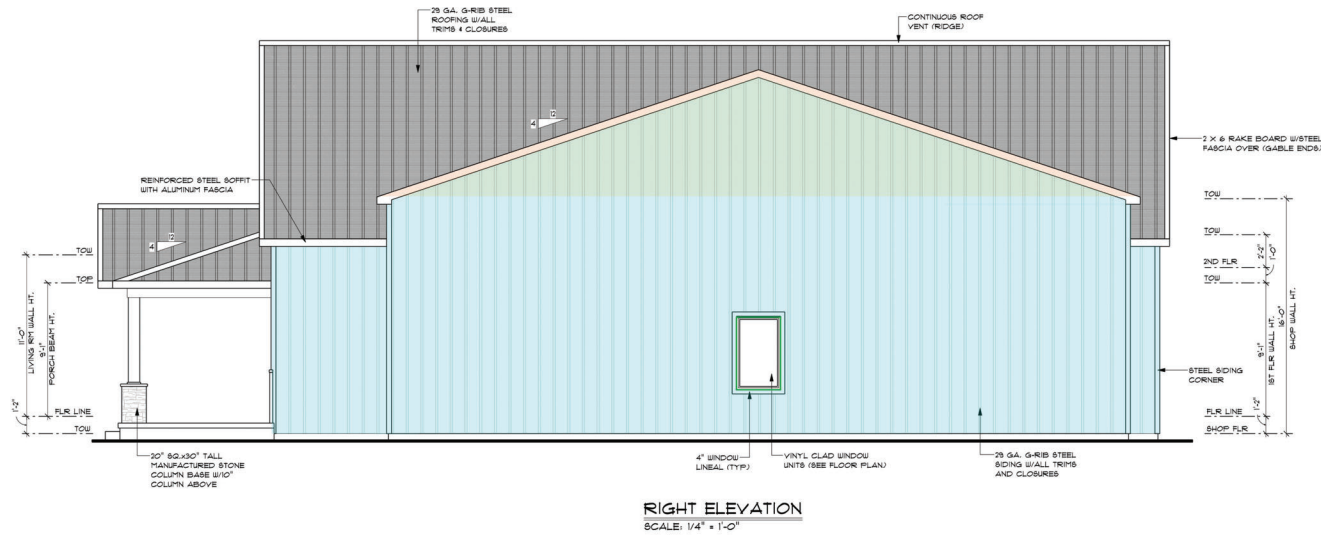 29 GA. G-RIB STEEL
ROOFING W/ALL
TRIMS & CLOSURES
CONTINUOUS ROOF
VENT (RIDGE)
12
4
2 X 6 RAKE BOARD W/STEEL
FASCIA OVER (GABLE ENDS)
REINFORCED STEEL SOFFIT
WITH ALUMINUM FASCIA
12
4
TOW
TOP
11'-0"
LIVING RM WALL HT.
9'-1"
PORCH BEAM HT.
1'-2"
FLR LINE
TOW
TOW
TOW
2ND FLR
TOW
2'-2"
1'-0"
16'-0"
SHOP WALL HT.
9'-1"
1ST FLR WALL HT.
STEEL SIDING
CORNER
1'-2"
FLR LINE
SHOP FLR
20" SQ.x30" TALL
MANUFACTURED STONE
COLUMN BASE W/10"
COLUMN ABOVE
4" WINDOW
LINEAL (TYP)
VINYL CLAD WINDOW
UNITS (SEE FLOOR PLAN)
29 GA. G-RIB STEEL
SIDING W/ALL TRIMS
AND CLOSURES
RIGHT ELEVATION
SCALE: 1/4" = 1'-0"